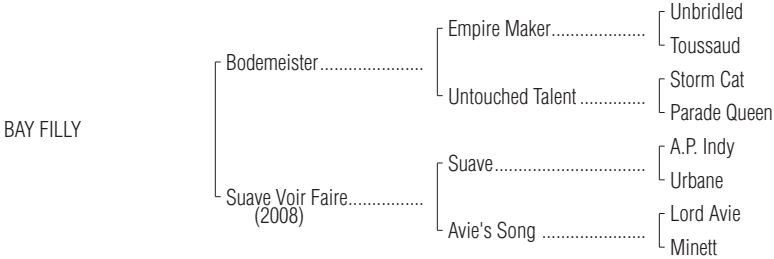 Unbridled
Empire Maker.....................
Toussaud
Bodemeister......................
Storm Cat
Untouched Talent..............
Parade Queen
BAY FILLY
A.P. Indy
Suave................................
Urbane
Suave Voir Faire................
(2008)
Lord Avie
Avie's Song ......................
Minett